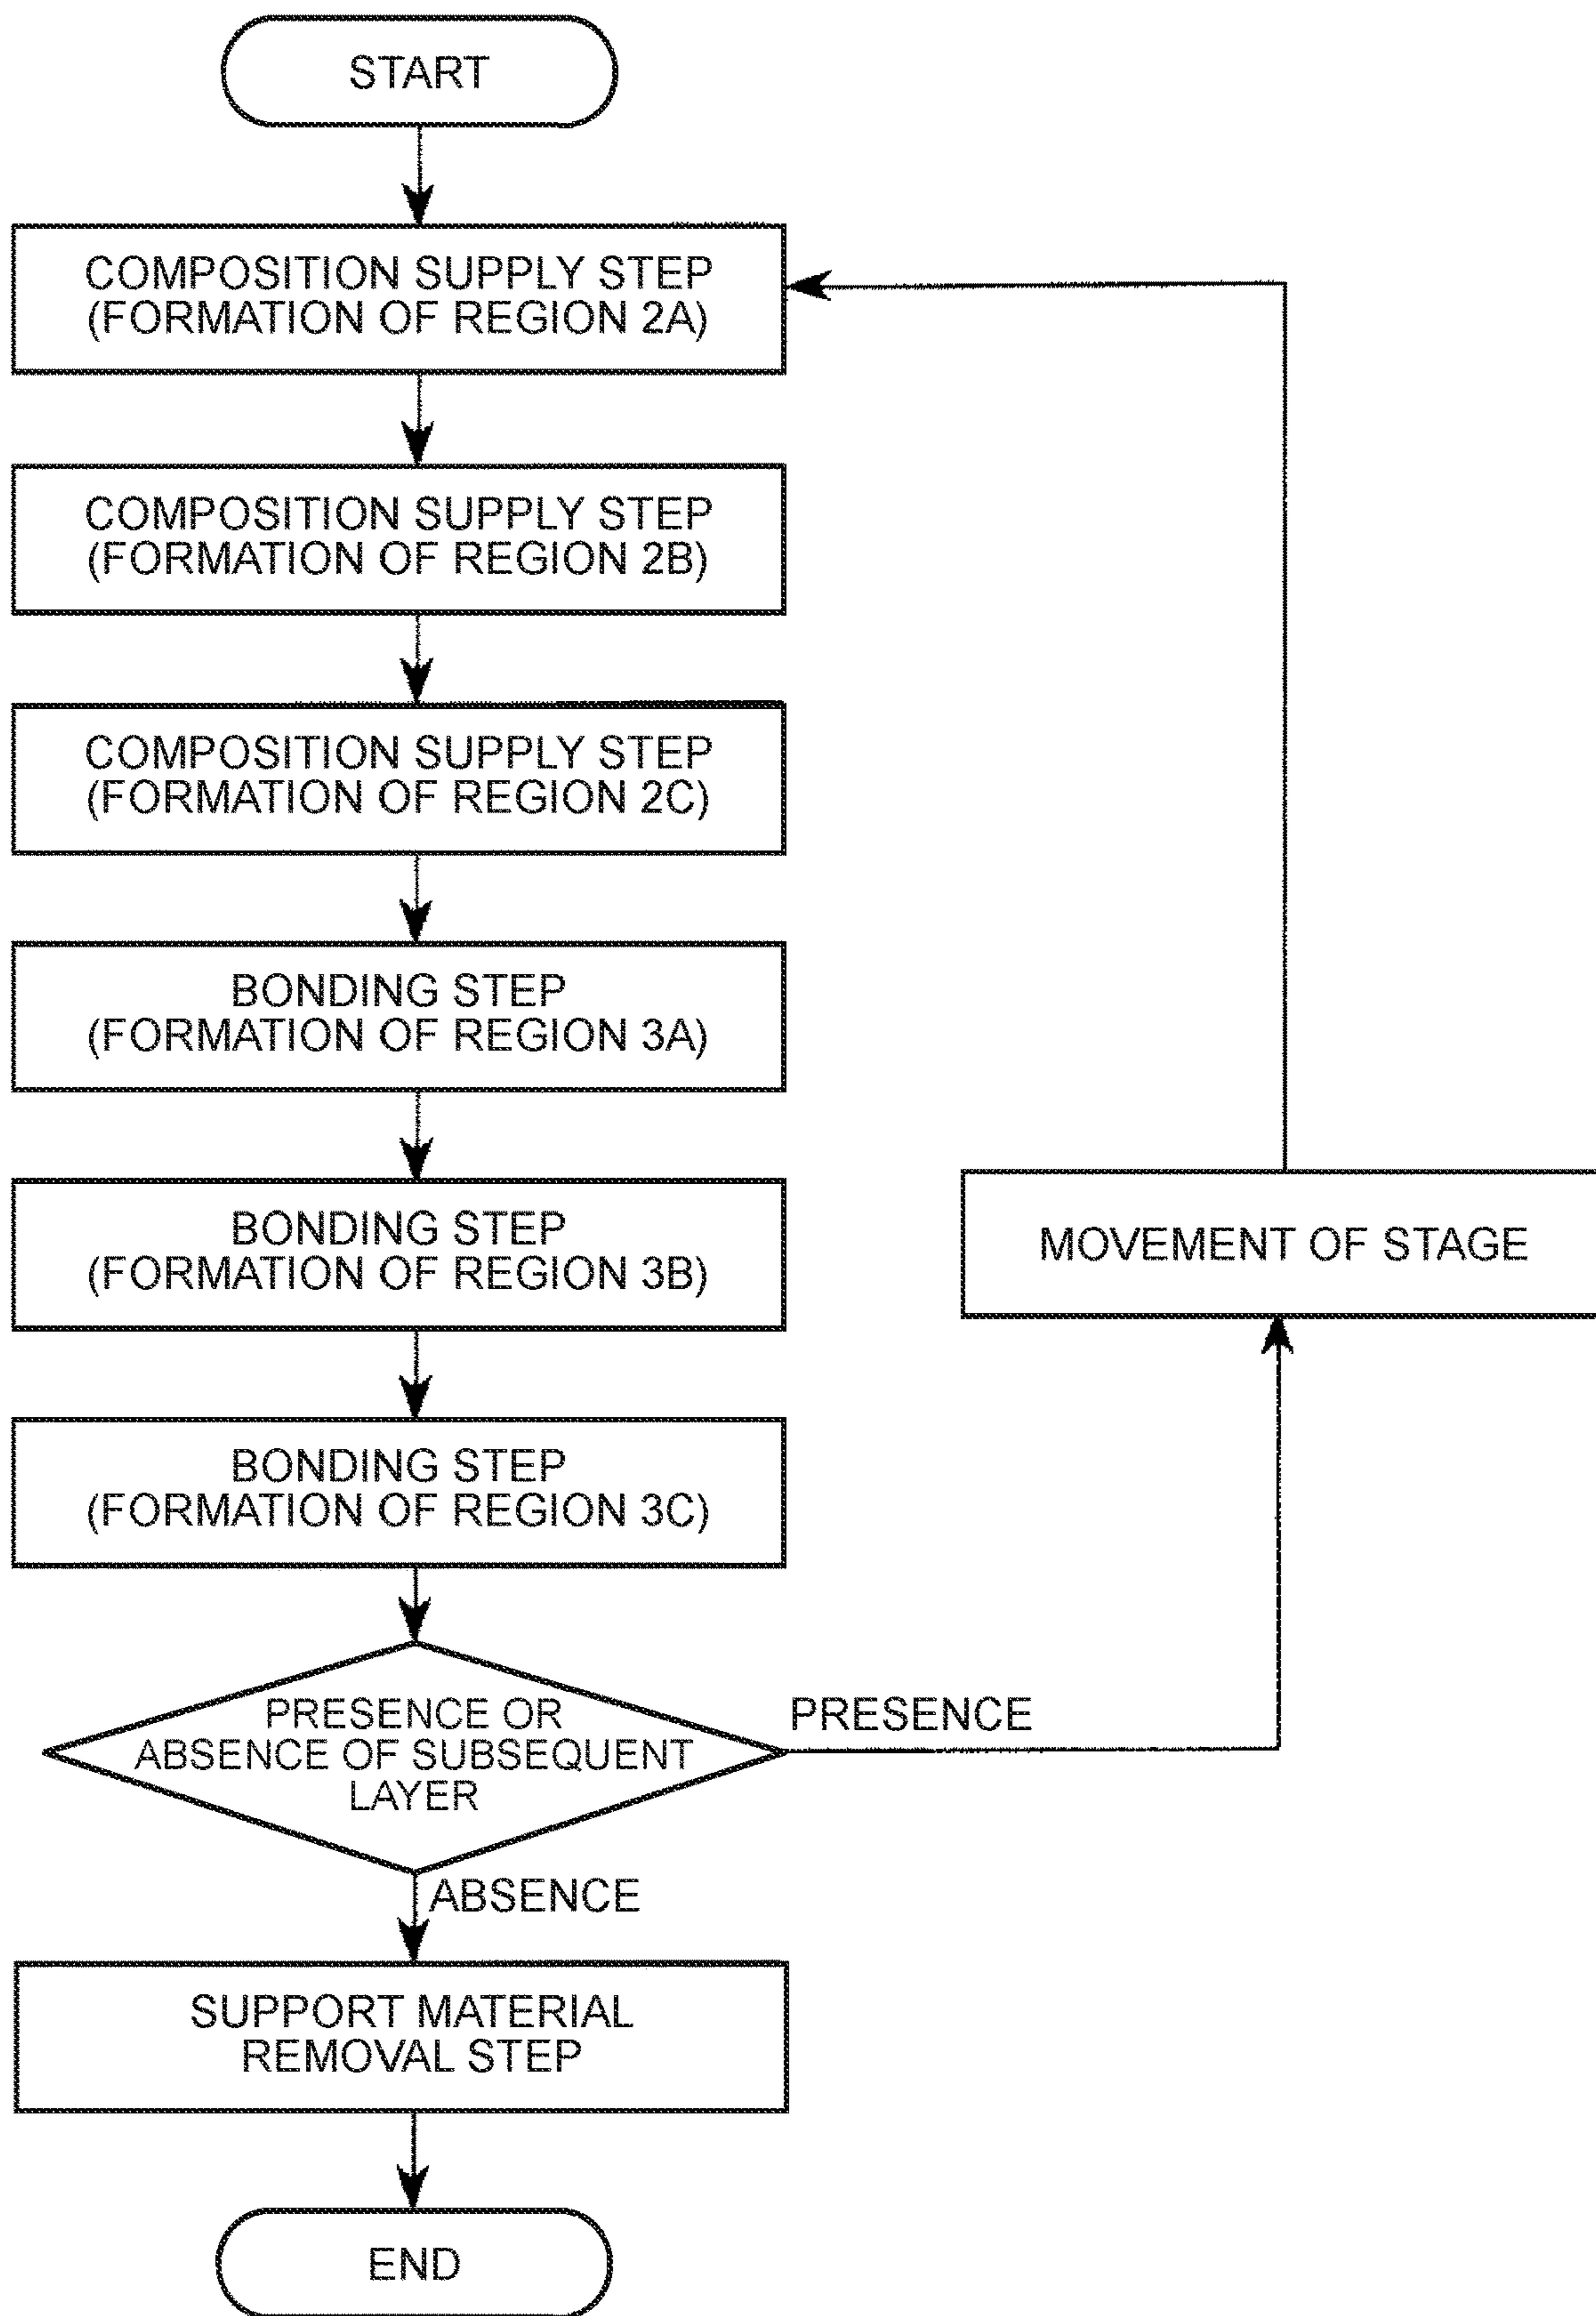 START
COMPOSITION SUPPLY STEP
(FORMATION OF REGION 2A)
COMPOSITION SUPPLY STEP
(FORMATION OF REGION 2B)
COMPOSITION SUPPLY STEP
(FORMATION OF REGION 2C)
BONDING STEP
(FORMATION OF REGION 3A)
BONDING STEP
(FORMATION OF REGION 3B)
MOVEMENT OF STAGE
BONDING STEP
(FORMATION OF REGION 3C)
PRESENCE OR
ABSENCE OF SUBSEQUENT
LAYER
PRESENCE
ABSENCE
SUPPORT MATERIAL
REMOVAL STEP
END